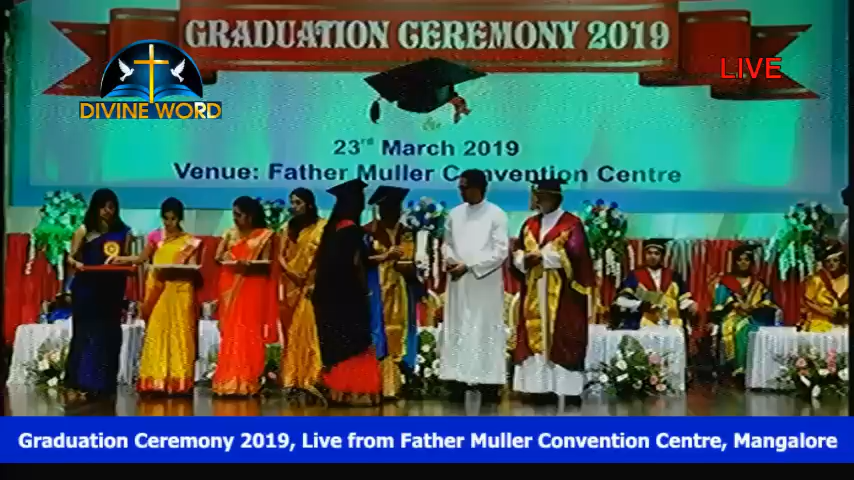 GRADUATION CEREMONY 2019
LIVE
DIVINE WORD
23rd March 2019
Venue: Father Muller Convention Centre
Graduation Ceremony 2019, Live from Father Muller Convention Centre, Mangalore